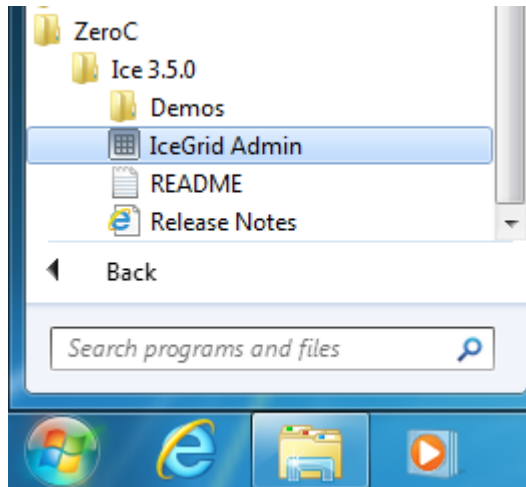 ZeroC
Ice 3.5.0
Demos
IceGrid Admin
README
Release Notes
Back
Search programs and files